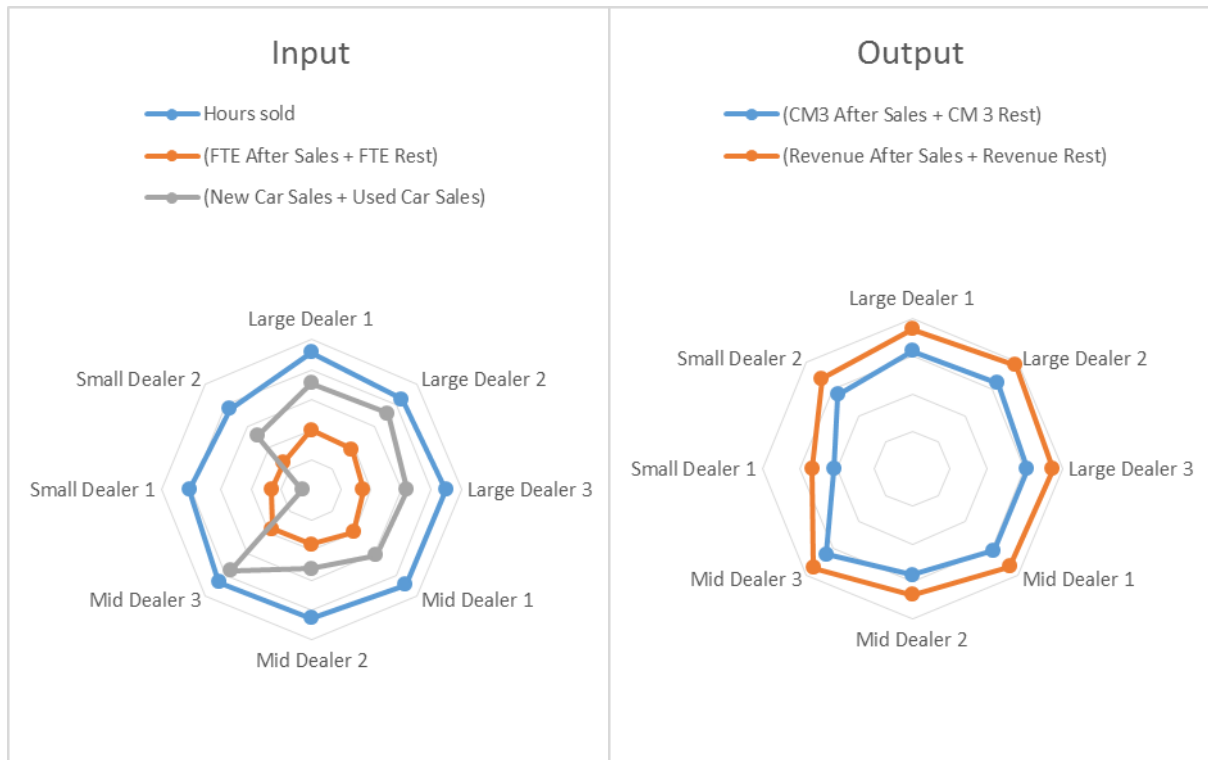 Input
Hours sold
(FTE After Sales + FTE Rest)
(New Car Sales + Used Car Sales)
Large Dealer 1
Large Dealer 2
Large Dealer 3
Mid Dealer 1
Mid Dealer 2
Mid Dealer 3
Small Dealer 1
Small Dealer 2
Output
(CM3 After Sales + CM 3 Rest)
(Revenue After Sales + Revenue Rest)
Large Dealer 1
Large Dealer 2
Large Dealer 3
Mid Dealer 1
Mid Dealer 2
Mid Dealer 3
Small Dealer 1
Small Dealer 2